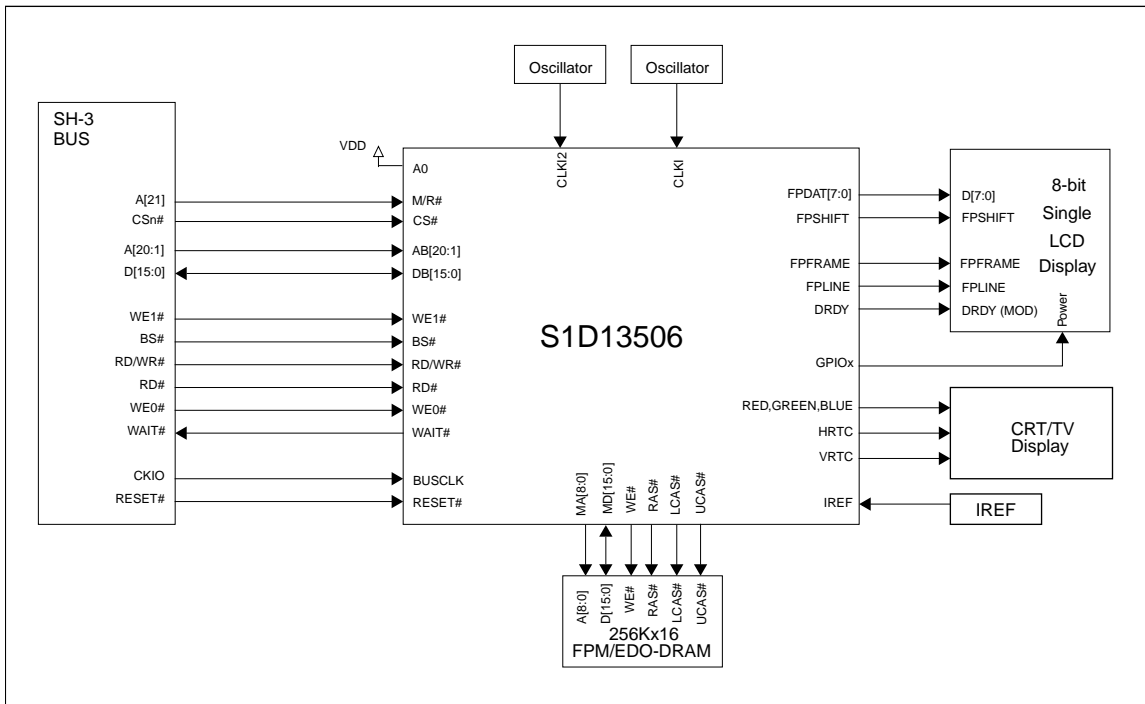 Oscillator
Oscillator
SH-3
BUS
VDD
A0
CLKI2
CLKI
A[21]
CSn#
A[20:1]
D[15:0]
WE1#
BS#
RD/WR#
RD#
WE0#
WAIT#
CKIO
RESET#
M/R#
CS#
AB[20:1]
DB[15:0]
WE1#
BS#
RD/WR#
RD#
WE0#
WAIT#
BUSCLK
RESET#
S1D13506
FPDAT[7:0]
FPSHIFT
FPFRAME
FPLINE
DRDY
GPIOx
RED,GREEN,BLUE
HRTC
VRTC
IREF
D[7:0]
FPSHIFT
FPFRAME
FPLINE
DRDY (MOD)
8-bit
Single
LCD
Display
Power
CRT/TV
Display
IREF
MA[8:0]
MD[15:0]
WE#
RAS#
LCAS#
UCAS#
A[8:0]
D[15:0]
WE#
RAS#
LCAS#
UCAS#
256Kx16
FPM/EDO-DRAM